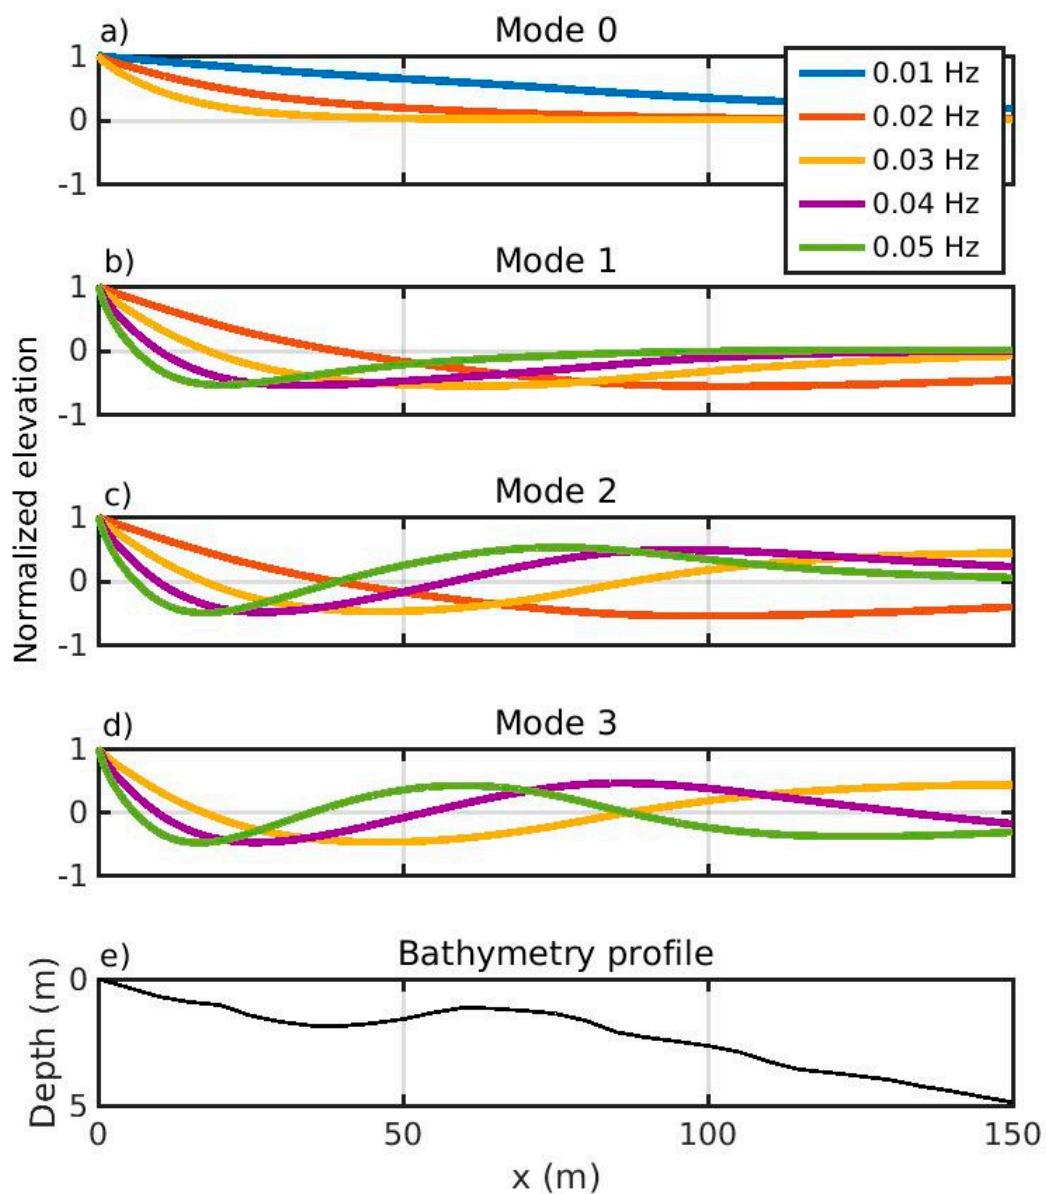 a) Mode 0
1
0
-1
0.01 Hz
0.02 Hz
0.03 Hz
0.04 Hz
0.05 Hz
b) Mode 1
1
0
-1
Normalized elevation
c) Mode 2
1
0
-1
d) Mode 3
1
0
-1
e) Bathymetry profile
Depth (m)
0
5
0 50 100 150
x (m)